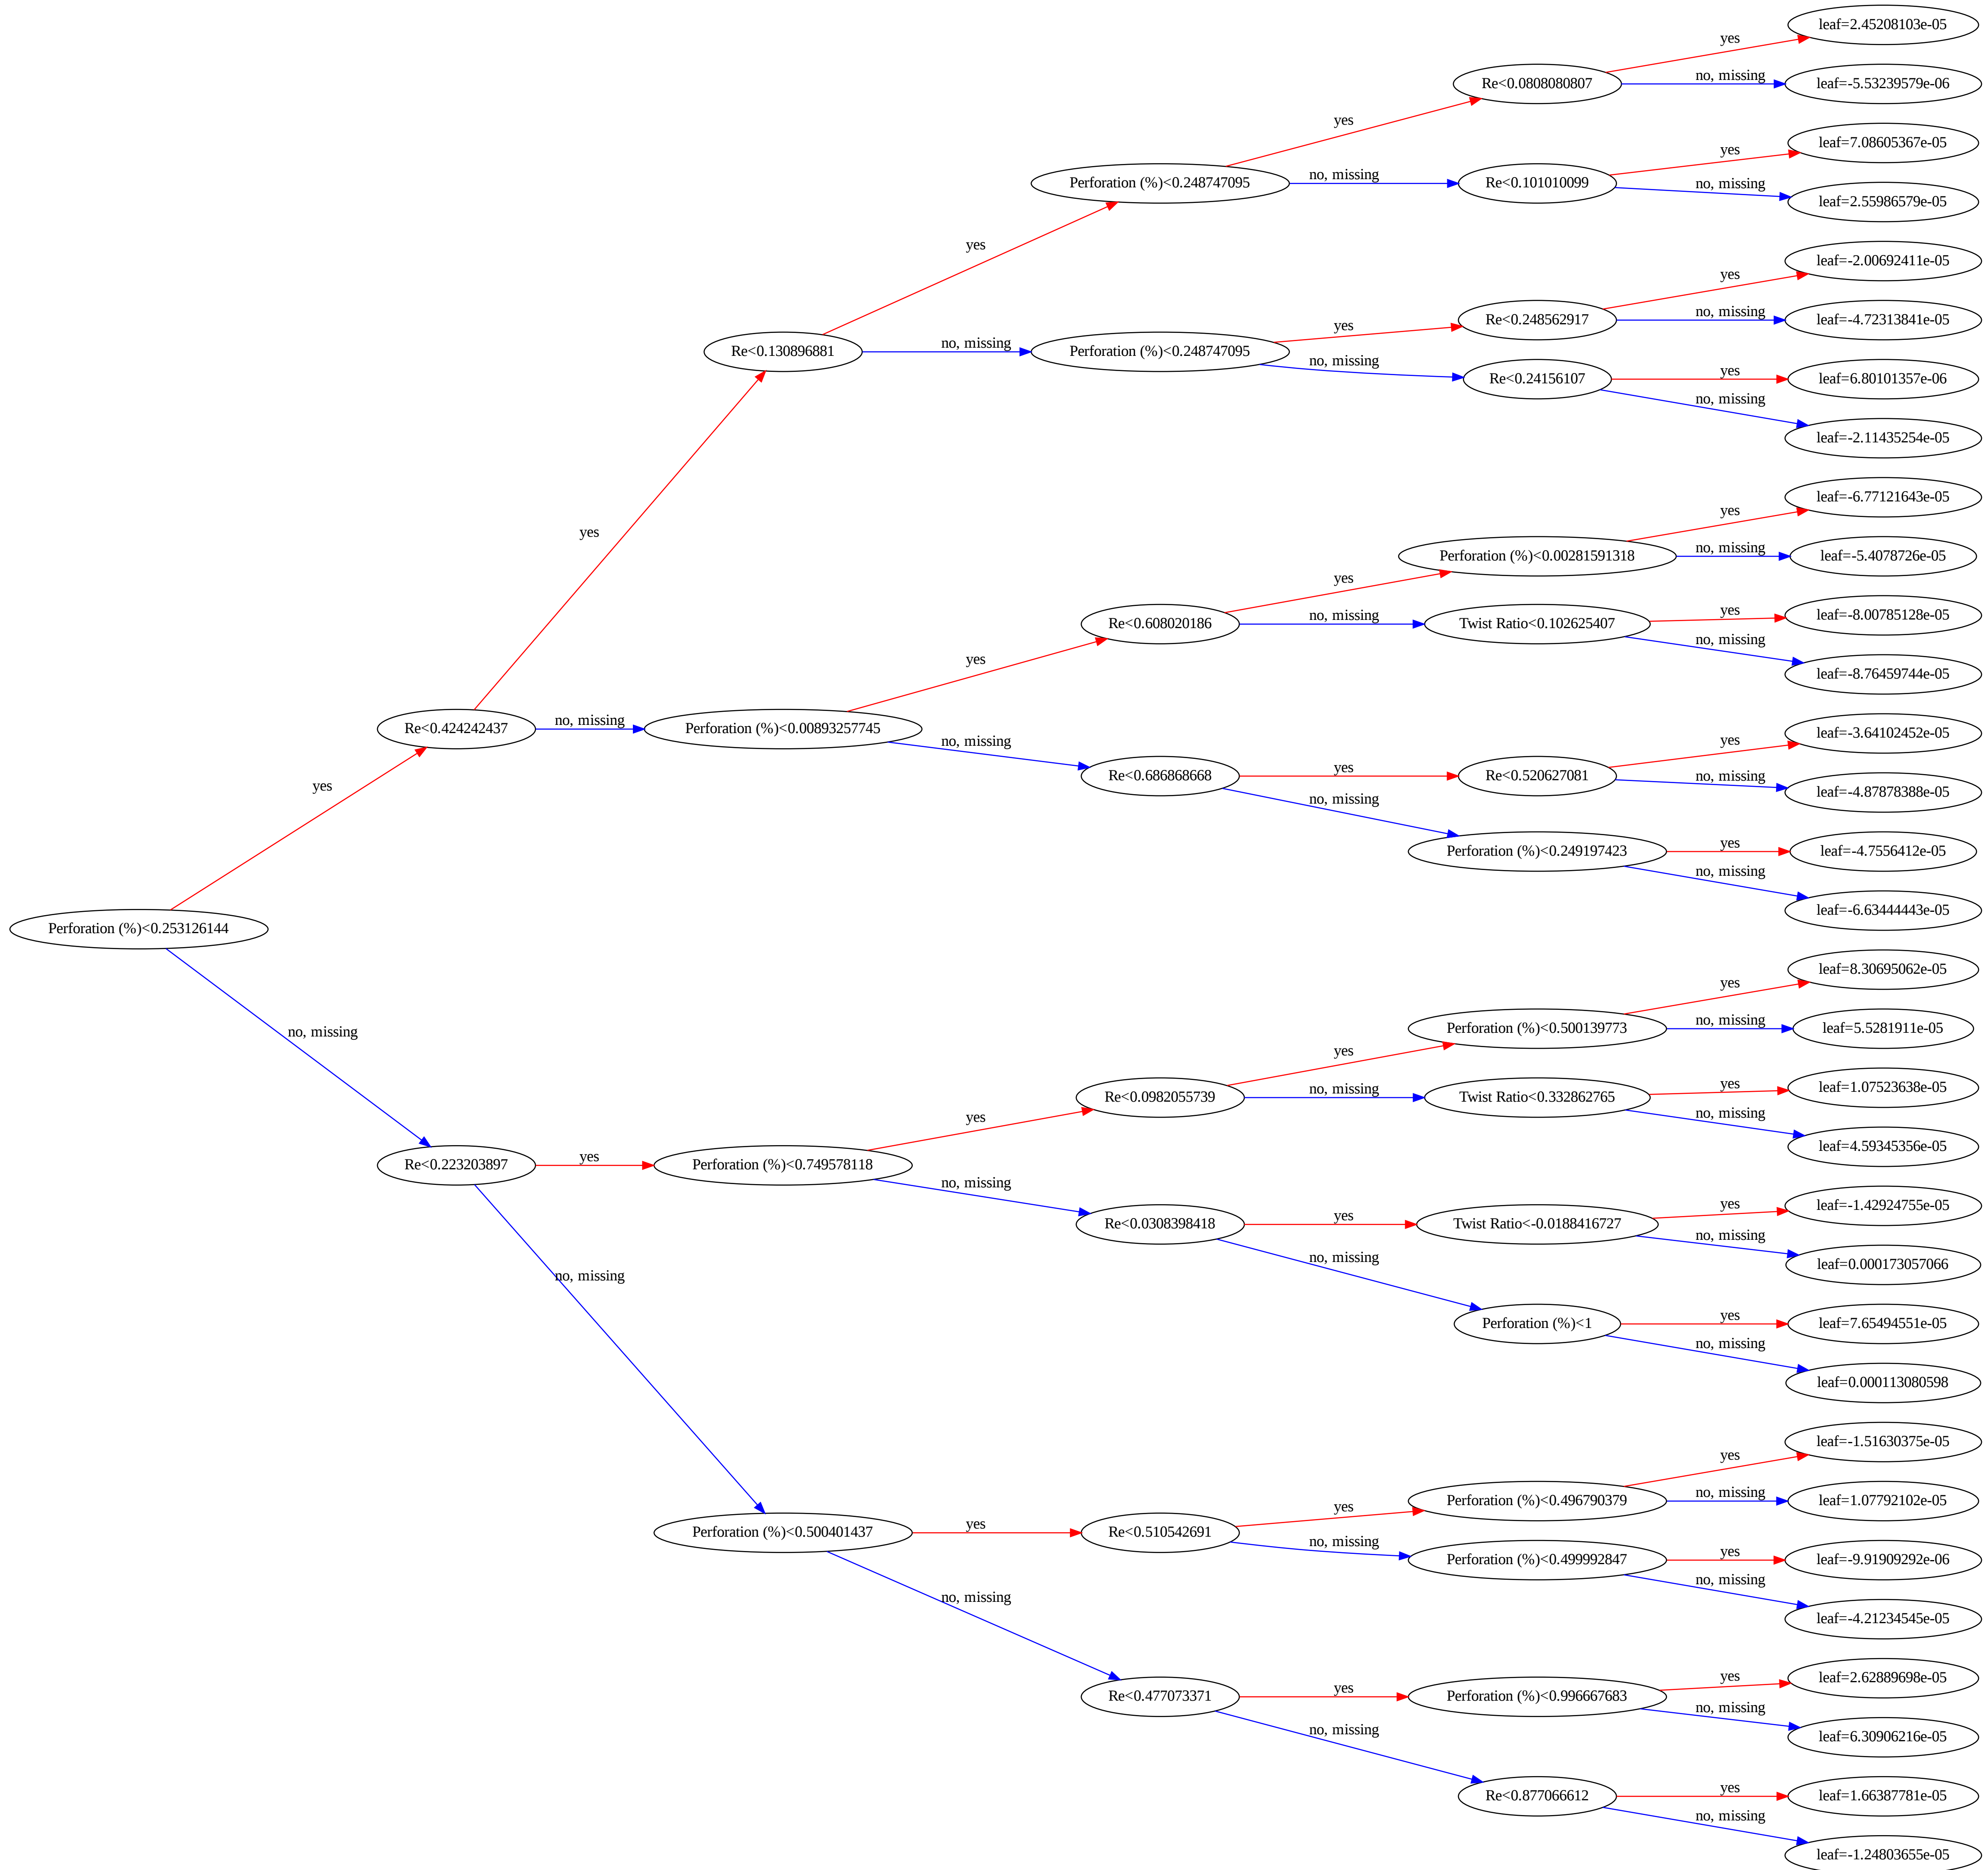 Perforation (%)<0.253126144
yes
no, missing
Re<0.424242437
yes
no, missing
Re<0.223203897
yes
no, missing
Re<0.130896881
yes
no, missing
Perforation (%)<0.00893257745
yes
no, missing
Perforation (%)<0.749578118
yes
no, missing
Perforation (%)<0.500401437
yes
no, missing
Perforation (%)<0.248747095
yes
no, missing
Perforation (%)<0.248747095
yes
no, missing
Re<0.608020186
yes
no, missing
Re<0.686868668
yes
no, missing
Re<0.0982055739
yes
no, missing
Re<0.0308398418
yes
no, missing
Re<0.510542691
yes
no, missing
Re<0.477073371
yes
no, missing
Re<0.0808080807
yes
no, missing
Re<0.101010099
yes
no, missing
Re<0.248562917
yes
no, missing
Re<0.24156107
yes
no, missing
Perforation (%)<0.00281591318
yes
no, missing
Twist Ratio<0.102625407
yes
no, missing
Re<0.520627081
yes
no, missing
Perforation (%)<0.249197423
yes
no, missing
Perforation (%)<0.500139773
yes
no, missing
Twist Ratio<0.332862765
yes
no, missing
Twist Ratio<-0.0188416727
yes
no, missing
Perforation (%)<1
yes
no, missing
Perforation (%)<0.496790379
yes
no, missing
Perforation (%)<0.499992847
yes
no, missing
Perforation (%)<0.996667683
yes
no, missing
Re<0.877066612
yes
no, missing
leaf=2.45208103e-05
leaf=-5.53239579e-06
leaf=7.08605367e-05
leaf=2.55986579e-05
leaf=-2.00692411e-05
leaf=-4.72313841e-05
leaf=6.80101357e-06
leaf=-2.11435254e-05
leaf=-6.77121643e-05
leaf=-5.4078726e-05
leaf=-8.00785128e-05
leaf=-8.76459744e-05
leaf=-3.64102452e-05
leaf=-4.87878388e-05
leaf=-4.7556412e-05
leaf=-6.63444443e-05
leaf=8.30695062e-05
leaf=5.5281911e-05
leaf=1.07523638e-05
leaf=4.59345356e-05
leaf=-1.42924755e-05
leaf=0.000173057066
leaf=7.65494551e-05
leaf=0.000113080598
leaf=-1.51630375e-05
leaf=1.07792102e-05
leaf=-9.91909292e-06
leaf=-4.21234545e-05
leaf=2.62889698e-05
leaf=6.30906216e-05
leaf=1.66387781e-05
leaf=-1.24803655e-05